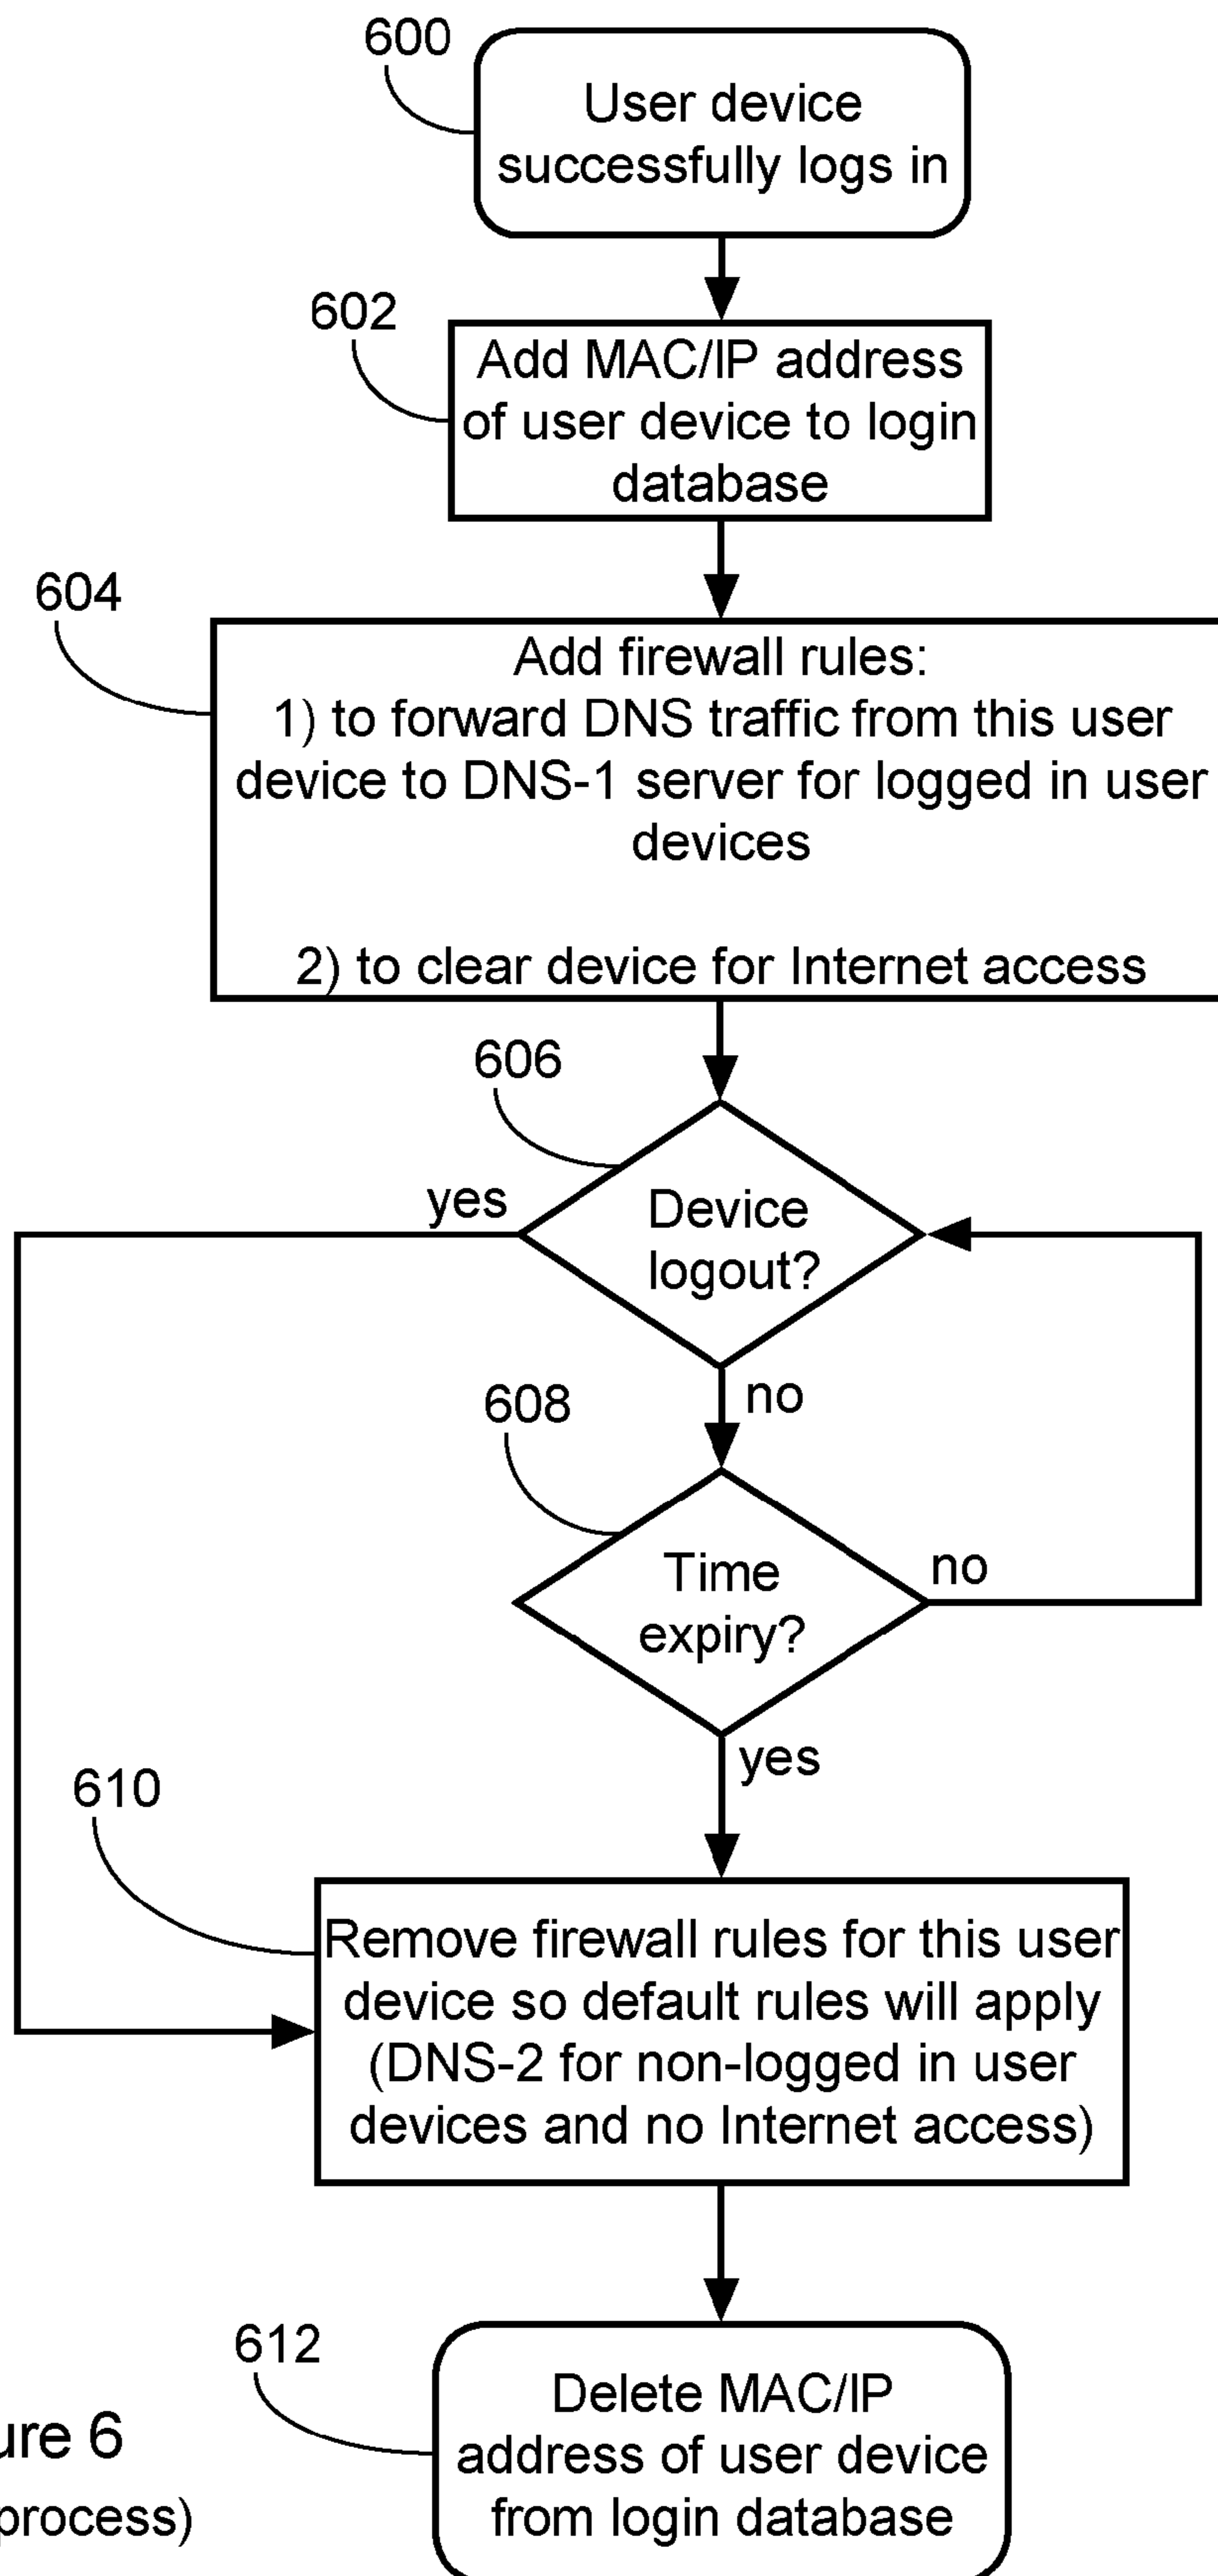 600
User device
successfully logs in
602
Add MAC/IP address
of user device to login
database
604
Add firewall rules:
1) to forward DNS traffic from this user
device to DNS-1 server for logged in user
devices
2) to clear device for Internet access
606
yes
Device
logout?
no
608
Time
expiry?
no
yes
610
Remove firewall rules for this user
device so default rules will apply
(DNS-2 for non-logged in user
devices and no Internet access)
612
Delete MAC/IP
address of user device
from login database
6
process)